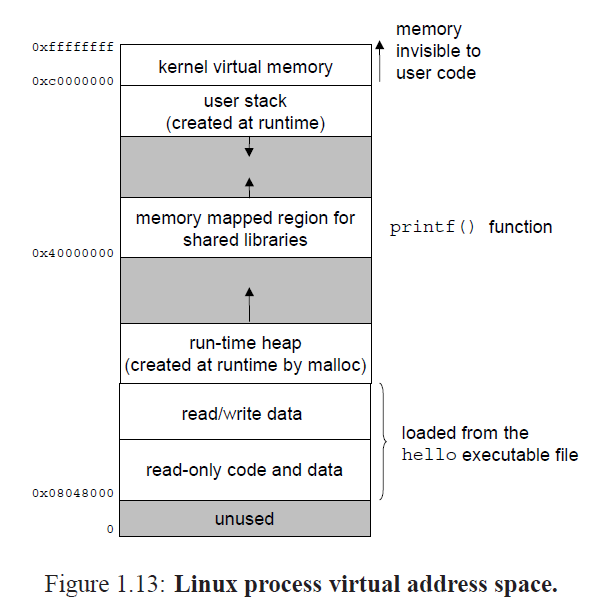 0xffffffff
kernel virtual memory
memory
invisible to
user code
0xc0000000
user stack
(created at runtime)
memory mapped region for
shared libraries
printf() function
0x40000000
run-time heap
(created at runtime by malloc)
read/write data
loaded from the
hello executable file
read-only code and data
0x08048000
unused
0
Figure 1.13: Linux process virtual address space.